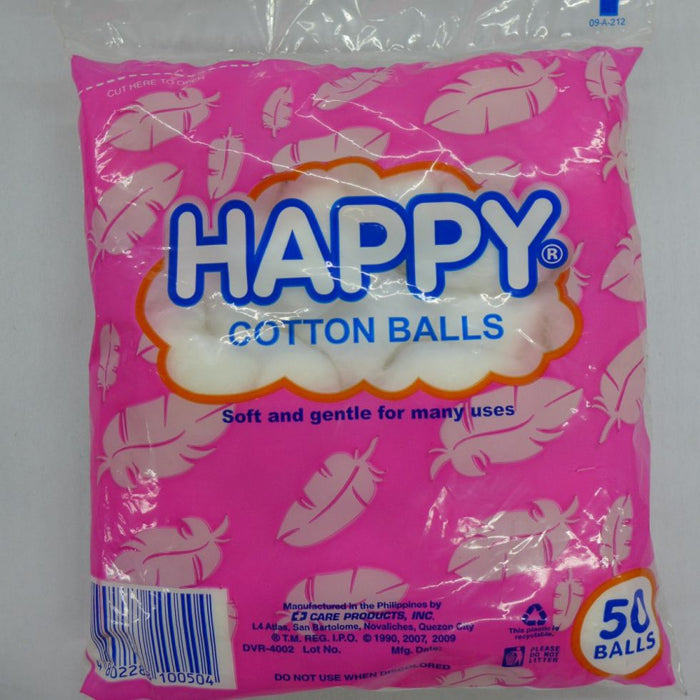 09-A-212
CUT HERE TO OPEN
HAPPY®
COTTON BALLS
Soft and gentle for many uses
Manufactured in the Philippines by
CARE PRODUCTS, INC.
L4 Atlas, San Bartolome, Novaliches, Quezon City
® T.M. REG. I.P.O. © 1990, 2007, 2009
DVR-4002 Lot No. Mfg. Date:
DO NOT USE WHEN DISCOLORED
This plastic is
recyclable.
PLEASE
DO NOT
LITTER
50
BALLS
100504